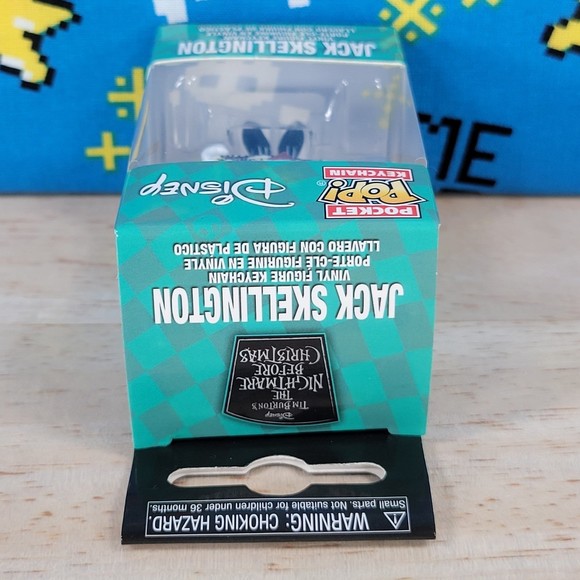 ⚠ WARNING: CHOKING HAZARD.
Small parts. Not suitable for children under 36 months.
Disney
TIM BURTON'S
THE
NIGHTMARE
BEFORE
CHRISTMAS
JACK SKELLINGTON
VINYL FIGURE KEYCHAIN
PORTE-CLÉ FIGURINE EN VINYLE
LLAVERO CON FIGURA DE PLÁSTICO
POCKET
POP!®
KEYCHAIN
Disney
JACK SKELLINGTON